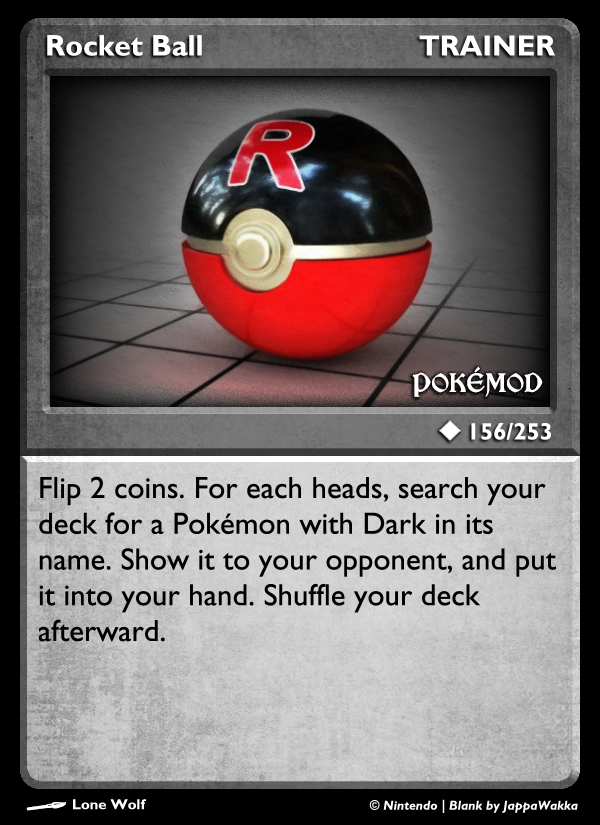 Rocket Ball TRAINER
R
POKÉMOD
◆ 156/253
Flip 2 coins. For each heads, search your
deck for a Pokémon with Dark in its
name. Show it to your opponent, and put
it into your hand. Shuffle your deck
afterward.
Lone Wolf © Nintendo | Blank by JappaWakka